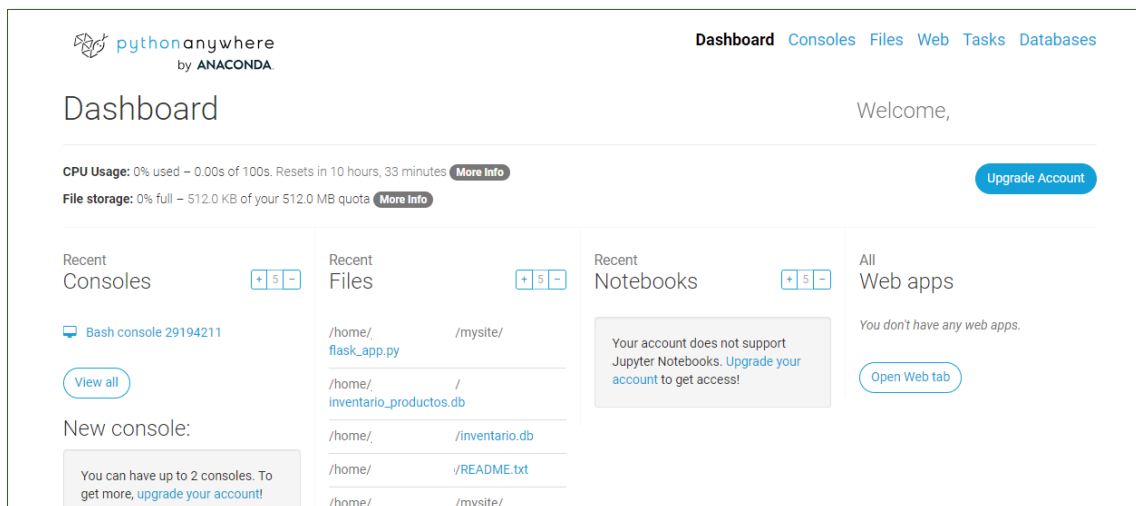 pythonanywhere
by ANACONDA.
Dashboard Consoles Files Web Tasks Databases
Dashboard
Welcome,
CPU Usage: 0% used – 0.00s of 100s. Resets in 10 hours, 33 minutes More Info
File storage: 0% full – 512.0 KB of your 512.0 MB quota More Info
Upgrade Account
Recent
Consoles
+ 5 −
Bash console 29194211
View all
New console:
You can have up to 2 consoles. To
get more, upgrade your account!
Recent
Files
+ 5 −
/home/ /mysite/
flask_app.py
/home/ /
inventario_productos.db
/home/ /inventario.db
/home/ /README.txt
/home/ /mysite/
Recent
Notebooks
+ 5 −
Your account does not support
Jupyter Notebooks. Upgrade your
account to get access!
All
Web apps
You don't have any web apps.
Open Web tab